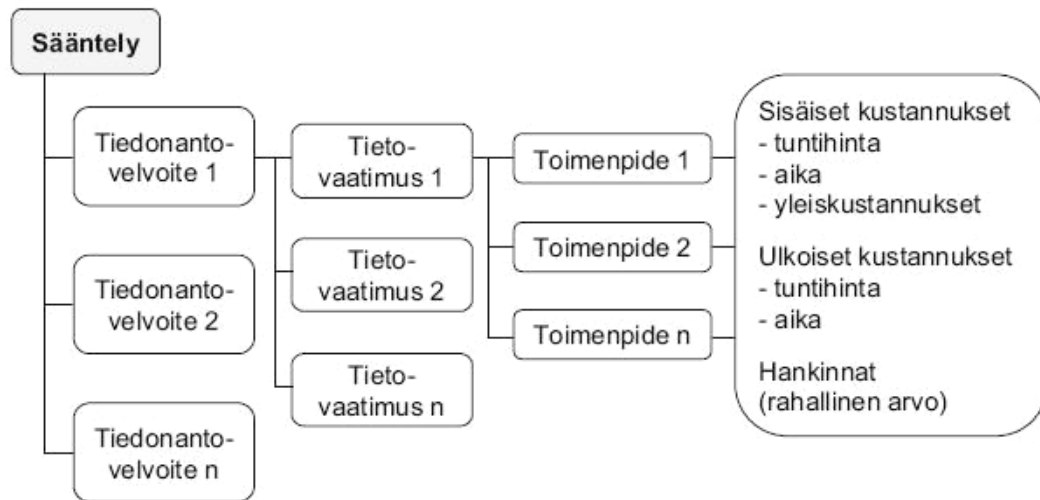 Sääntely
Tiedonanto-
velvoite 1
Tiedonanto-
velvoite 2
Tiedonanto-
velvoite n
Tieto-
vaatimus 1
Tieto-
vaatimus 2
Tieto-
vaatimus n
Toimenpide 1
Toimenpide 2
Toimenpide n
Sisäiset kustannukset
- tuntihinta
- aika
- yleiskustannukset
Ulkoiset kustannukset
- tuntihinta
- aika
Hankinnat
(rahallinen arvo)